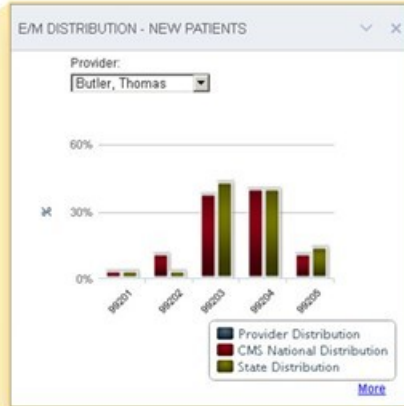 E/M DISTRIBUTION - NEW PATIENTS
Provider:
Butler, Thomas
60%
30%
%
0%
99201
99202
99203
99204
99205
Provider Distribution
CMS National Distribution
State Distribution
More